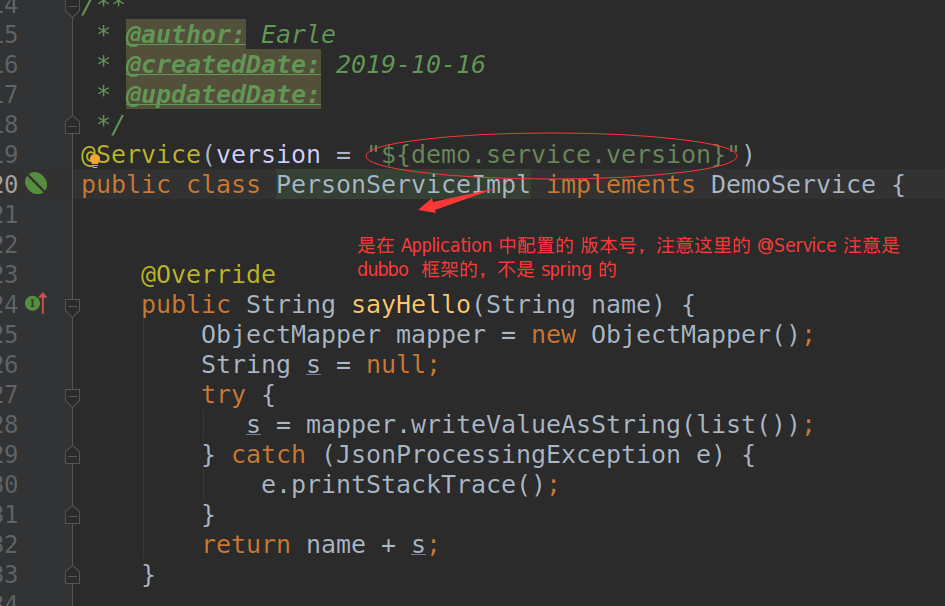 14 /**
15 * @author: Earle
16 * @createdDate: 2019-10-16
17 * @updatedDate:
18 */
19 @Service(version = "${demo.service.version}")
20 public class PersonServiceImpl implements DemoService {
21
22 是在 Application 中配置的 版本号，注意这里的 @Service 注意是
dubbo 框架的，不是 spring 的
23 @Override
24 public String sayHello(String name) {
25 ObjectMapper mapper = new ObjectMapper();
26 String s = null;
27 try {
28 s = mapper.writeValueAsString(list());
29 } catch (JsonProcessingException e) {
30 e.printStackTrace();
31 }
32 return name + s;
33 }
34